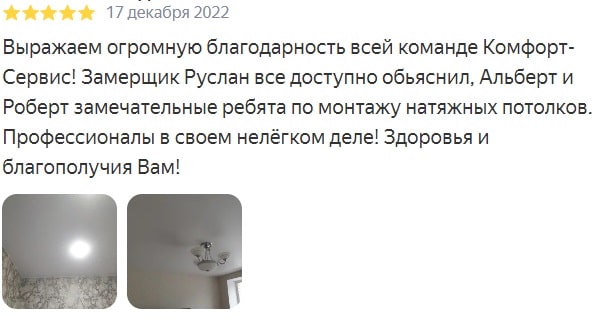 17 декабря 2022
Выражаем огромную благодарность всей команде Комфорт-
Сервис! Замерщик Руслан все доступно обьяснил, Альберт и
Роберт замечательные ребята по монтажу натяжных потолков.
Профессионалы в своем нелёгком деле! Здоровья и
благополучия Вам!